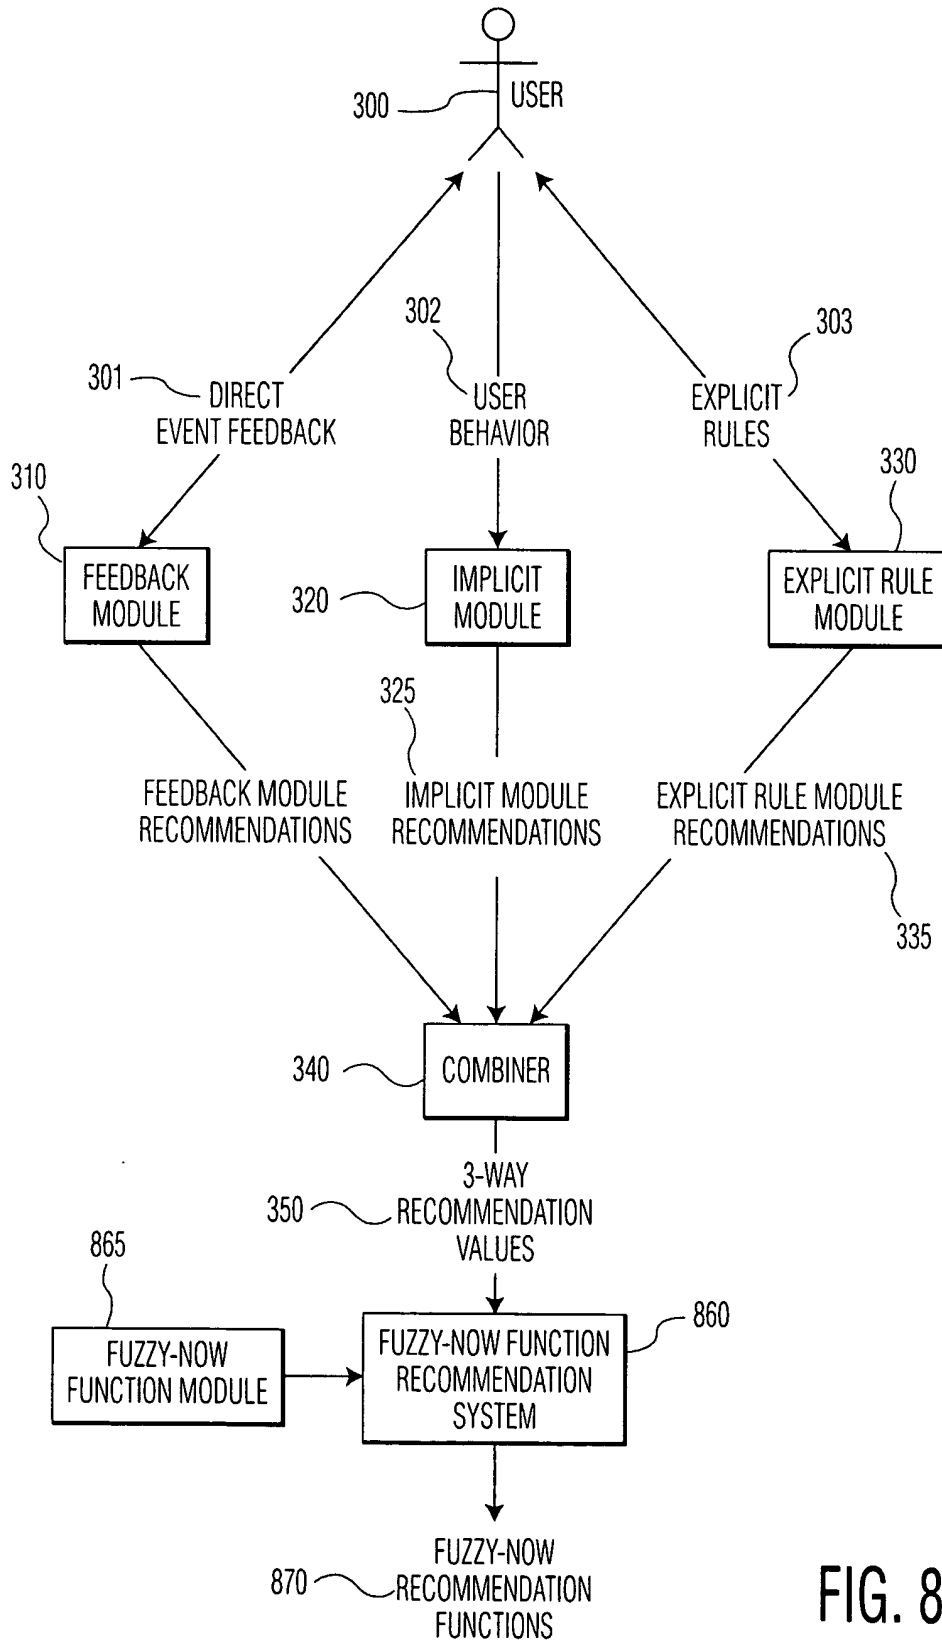 300
USER
302
303
301
DIRECT
EVENT FEEDBACK
USER
BEHAVIOR
EXPLICIT
RULES
310
330
FEEDBACK
MODULE
320
IMPLICIT
MODULE
EXPLICIT RULE
MODULE
325
FEEDBACK MODULE
RECOMMENDATIONS
IMPLICIT MODULE
RECOMMENDATIONS
EXPLICIT RULE MODULE
RECOMMENDATIONS
335
340
COMBINER
350
3-WAY
RECOMMENDATION
VALUES
865
860
FUZZY-NOW
FUNCTION MODULE
FUZZY-NOW FUNCTION
RECOMMENDATION
SYSTEM
870
FUZZY-NOW
RECOMMENDATION
FUNCTIONS
FIG. 8